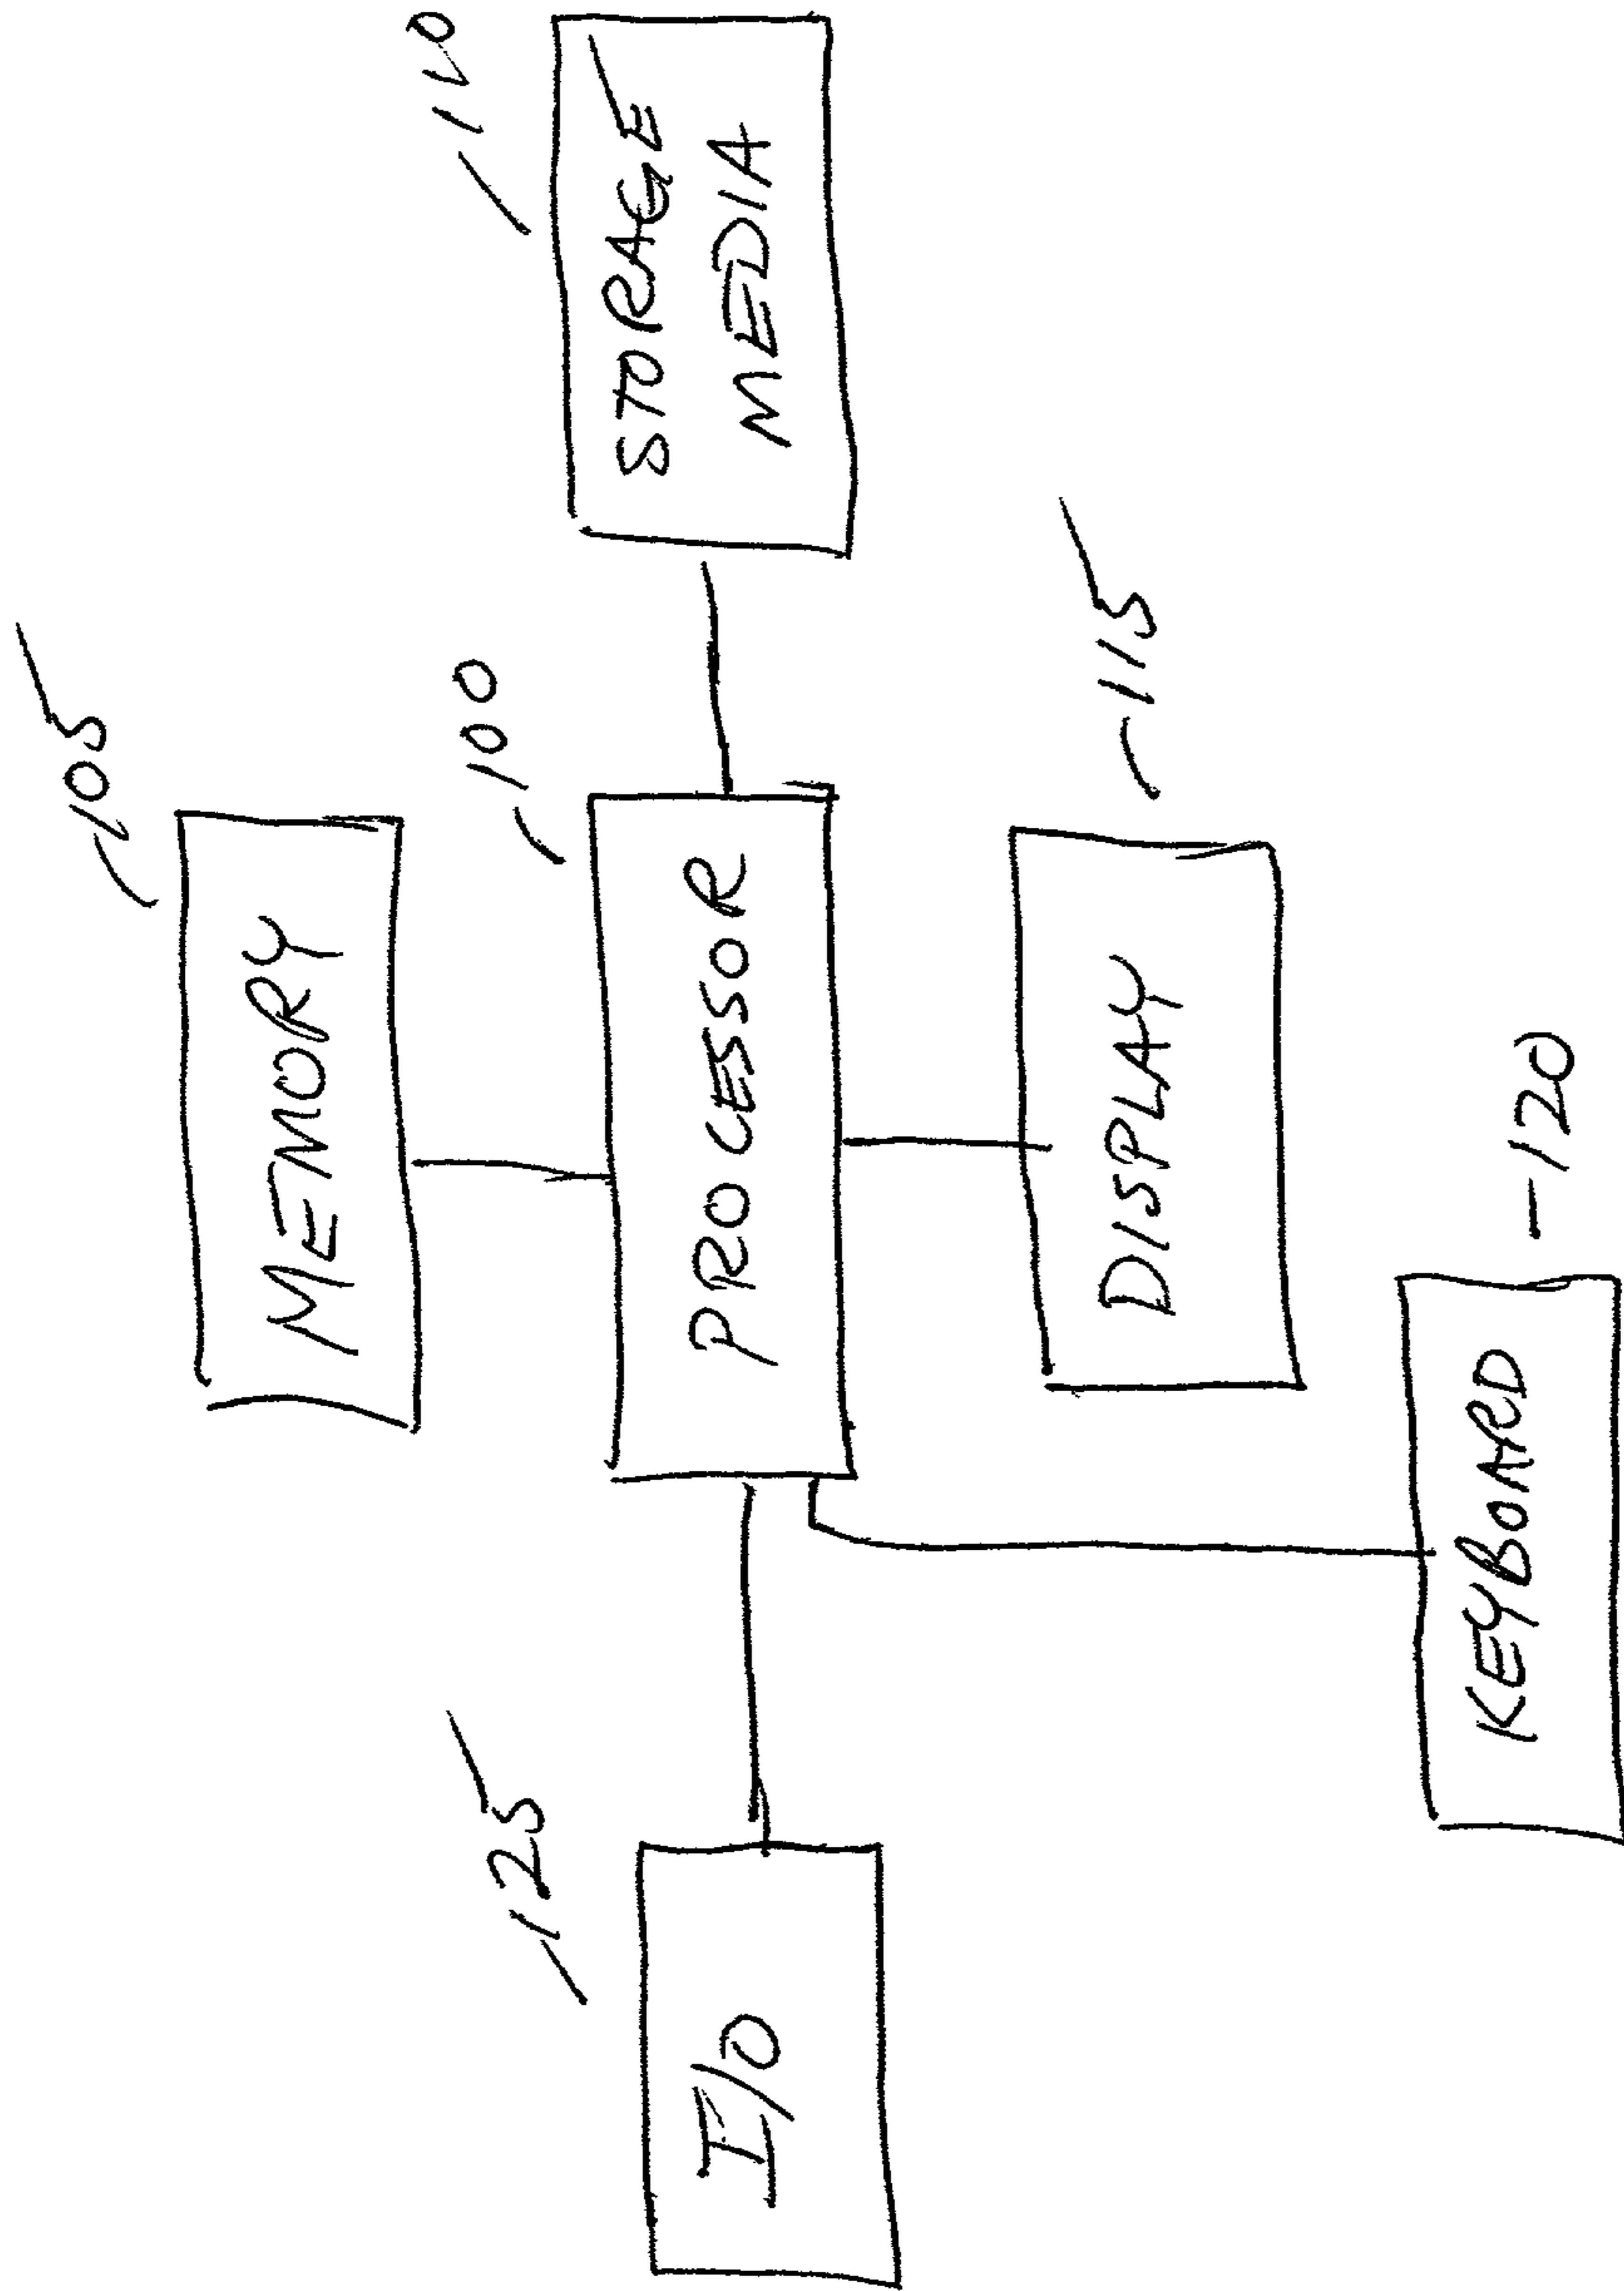 105
MEMORY
100
110
PROCESSOR
STORAGE
MEDIA
125
I/O
115
DISPLAY
120
KEYBOARD